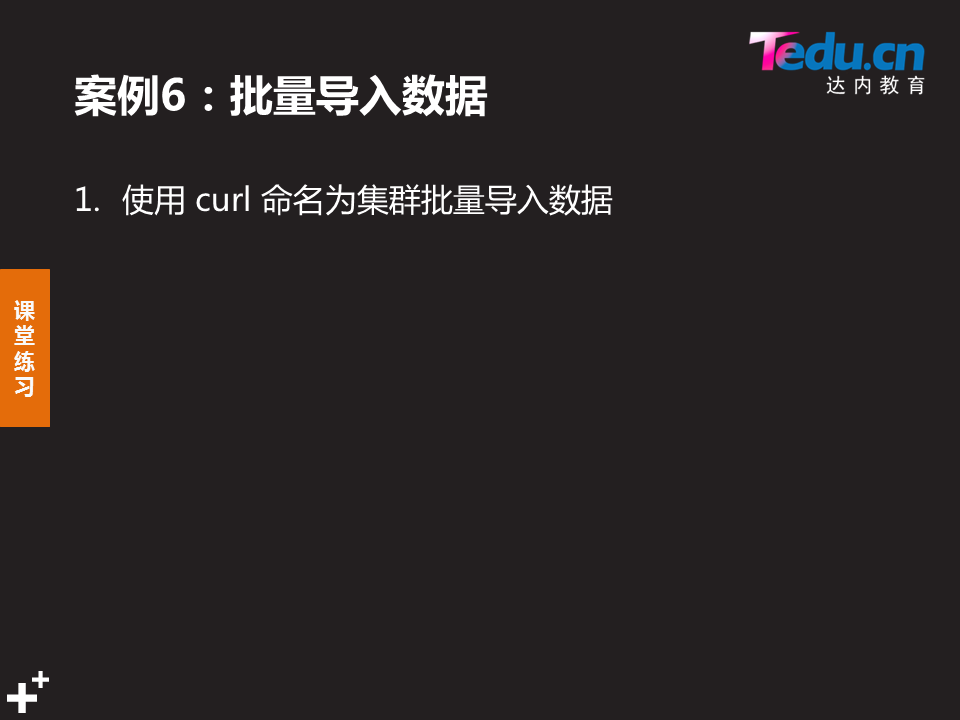 Tedu.cn
达内教育
案例6：批量导入数据
1. 使用 curl 命名为集群批量导入数据
课
堂
练
习